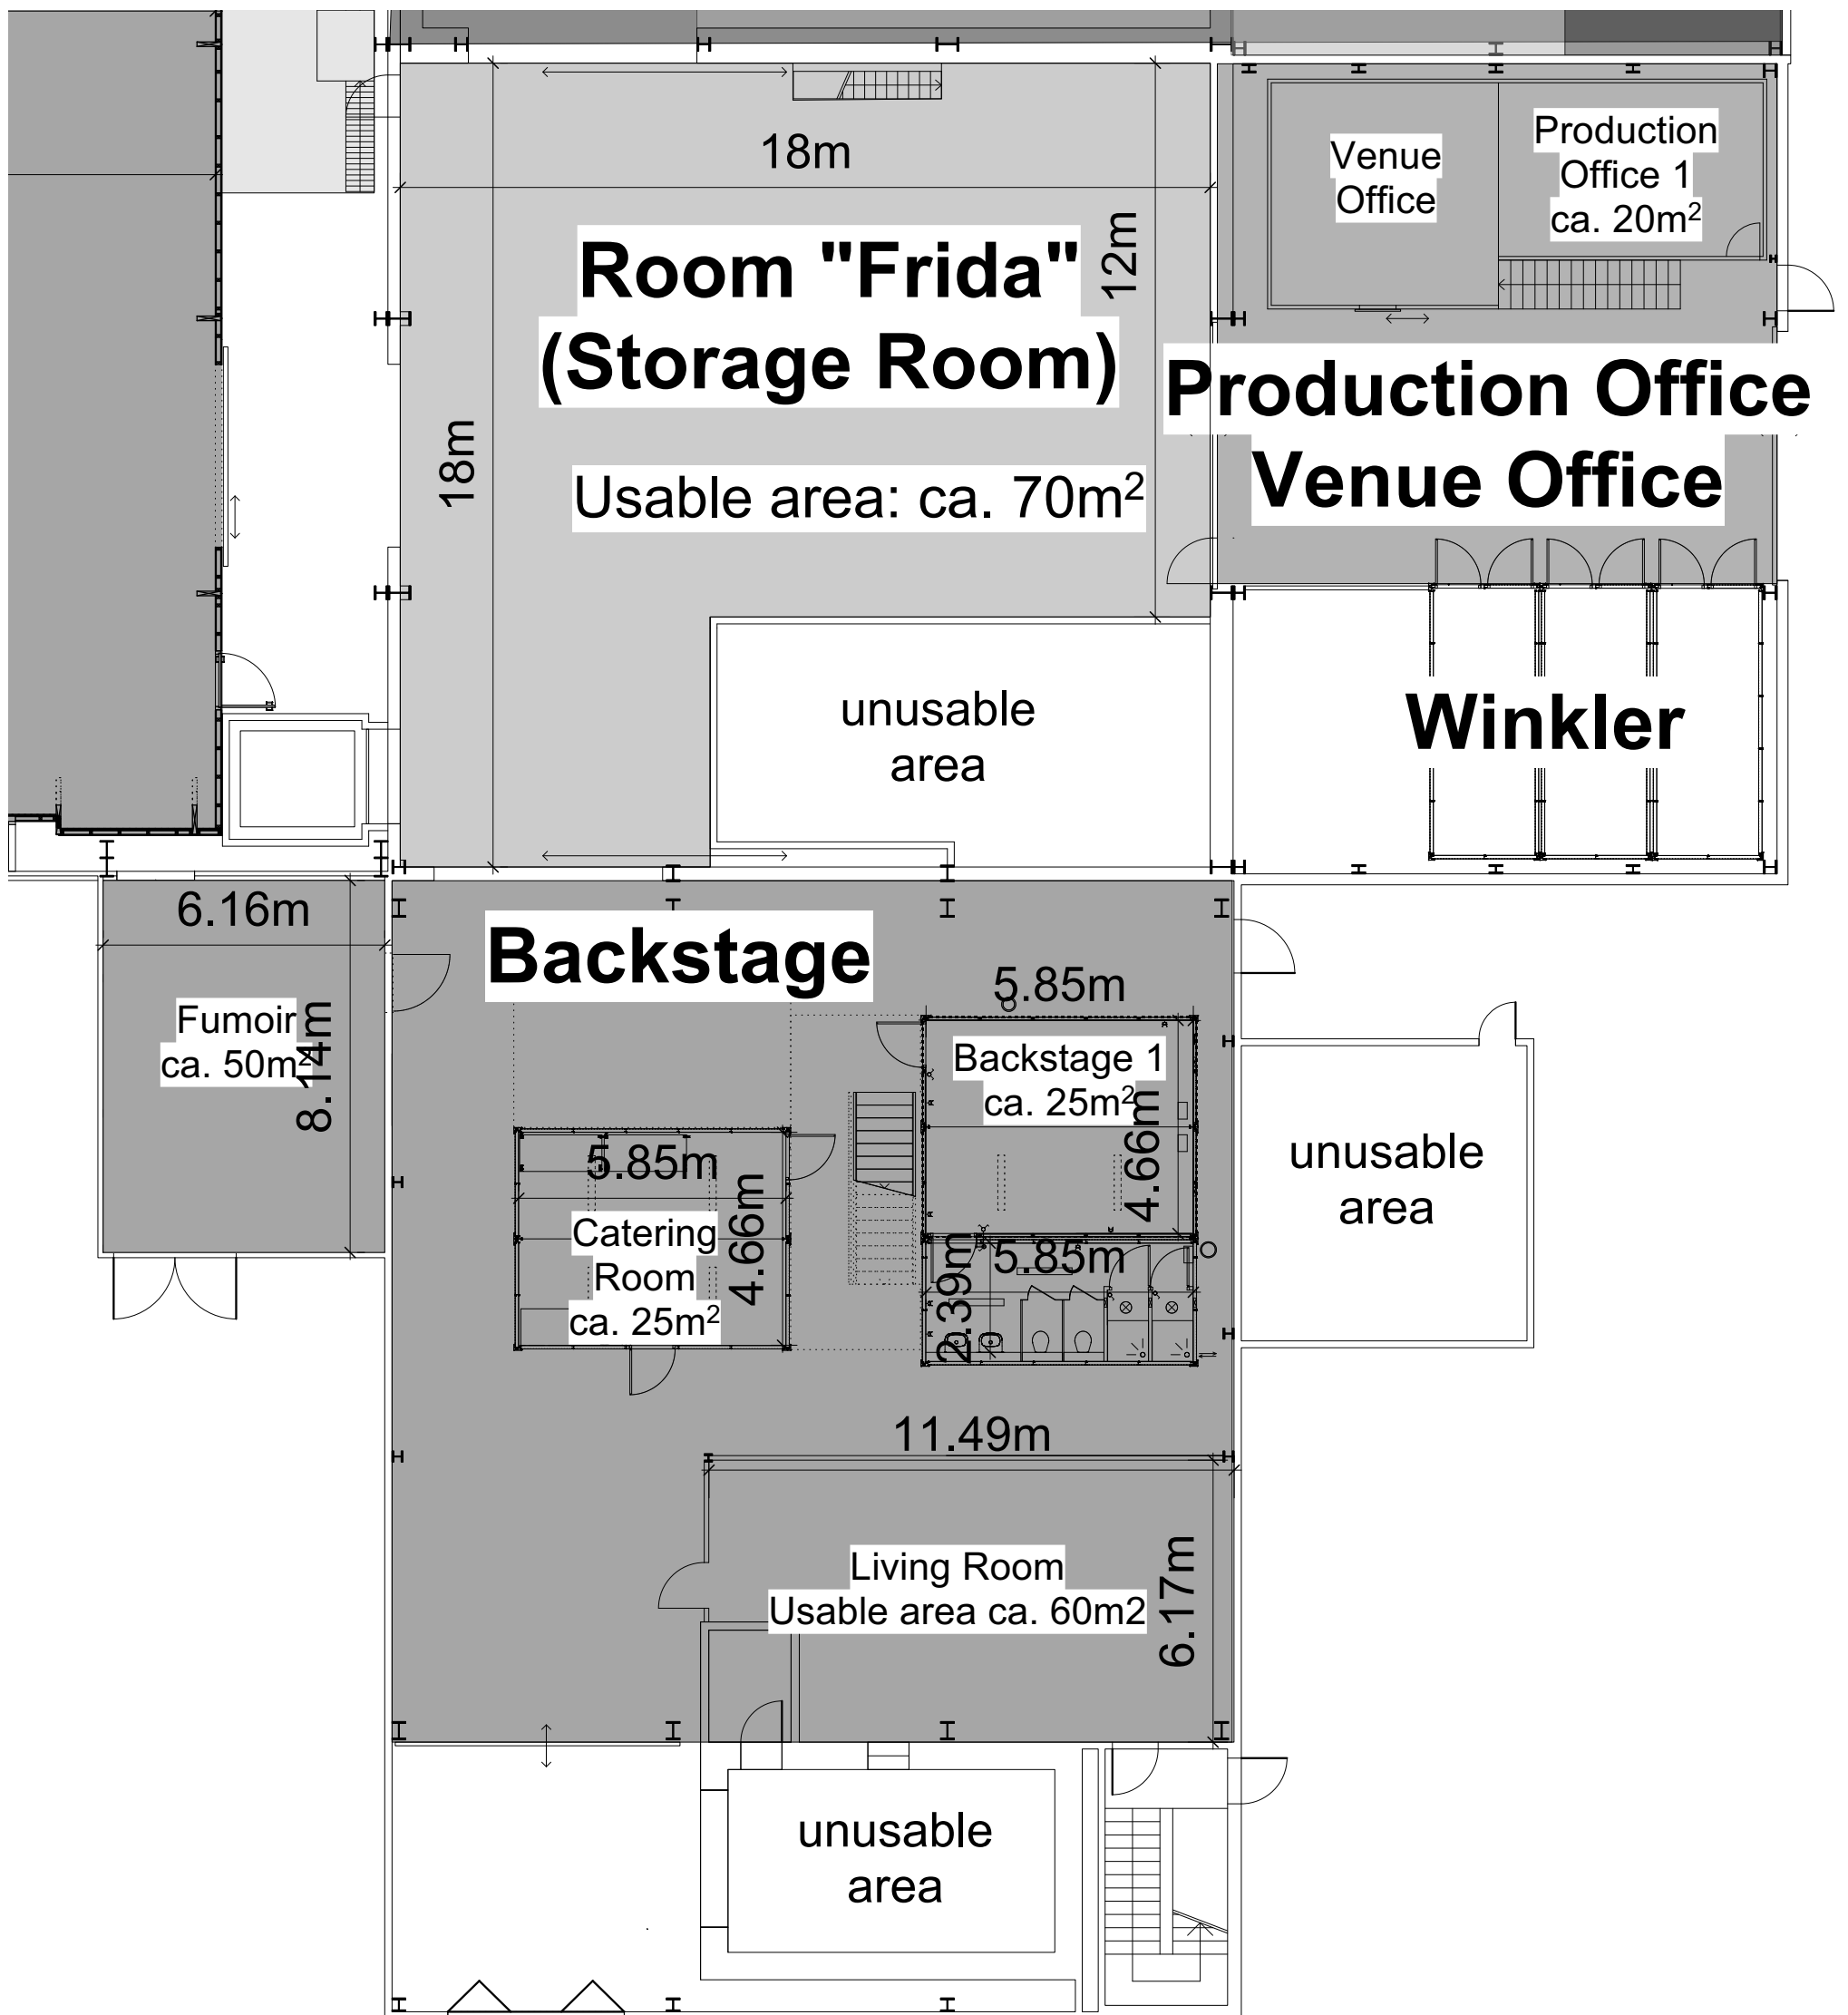 18m
Venue
Office
Production
Office 1
ca. 20m²
Room "Frida"
(Storage Room)
12m
Production Office
Venue Office
18m
Usable area: ca. 70m²
unusable
area
Winkler
6.16m
Backstage
5.85m
Fumoir
ca. 50m²
8.14m
Backstage 1
ca. 25m²
4.66m
unusable
area
5.85m
Catering
Room
ca. 25m²
4.66m
5.85m
2.39m
11.49m
Living Room
Usable area ca. 60m2
6.17m
unusable
area